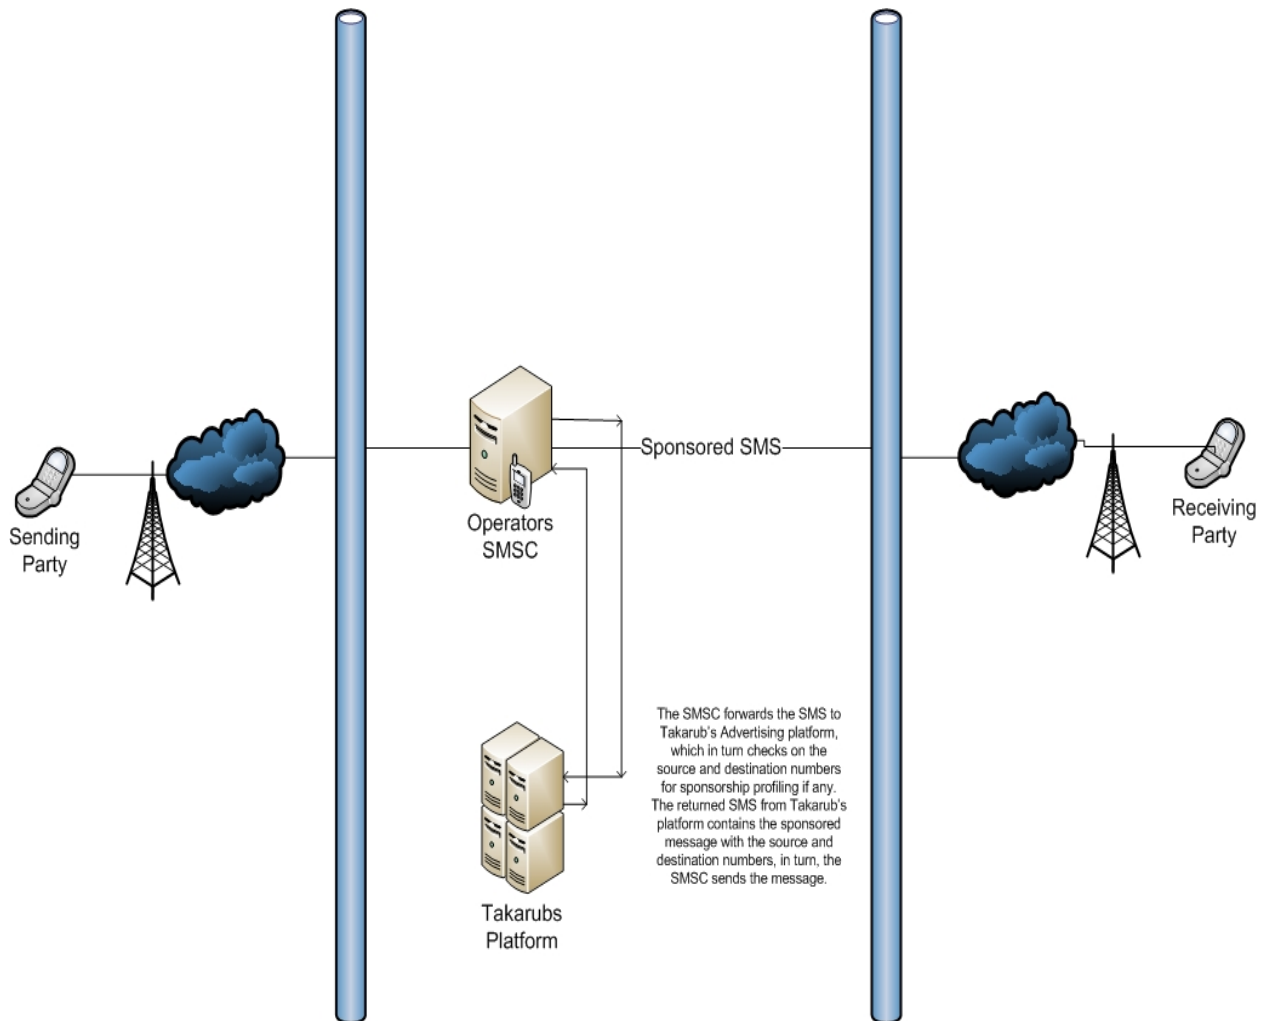 Sponsored SMS
Sending
Party
Operators
SMSC
Receiving
Party
The SMSC forwards the SMS to
Takarub's Advertising platform,
which in turn checks on the
source and destination numbers
for sponsorship profiling if any.
The returned SMS from Takarub's
platform contains the sponsored
message with the source and
destination numbers, in turn, the
SMSC sends the message.
Takarubs
Platform